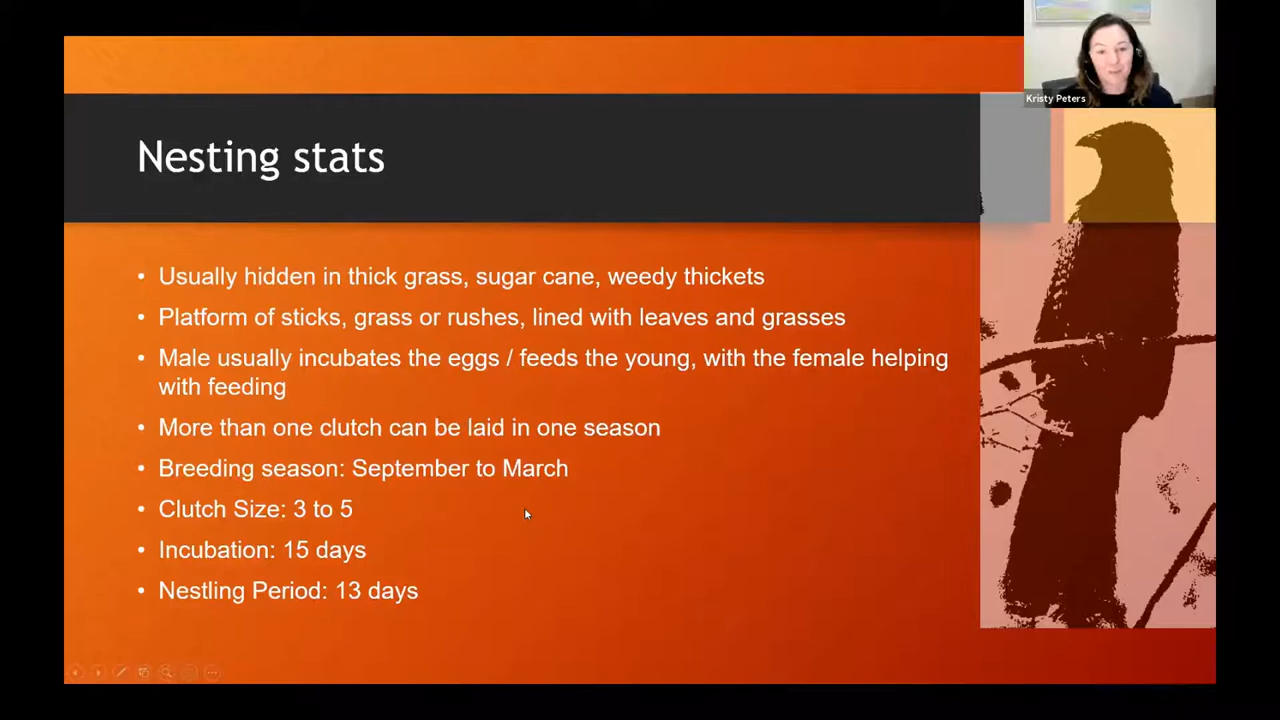 Kristy Peters
Nesting stats
• Usually hidden in thick grass, sugar cane, weedy thickets
• Platform of sticks, grass or rushes, lined with leaves and grasses
• Male usually incubates the eggs / feeds the young, with the female helping
with feeding
• More than one clutch can be laid in one season
• Breeding season: September to March
• Clutch Size: 3 to 5
• Incubation: 15 days
• Nestling Period: 13 days